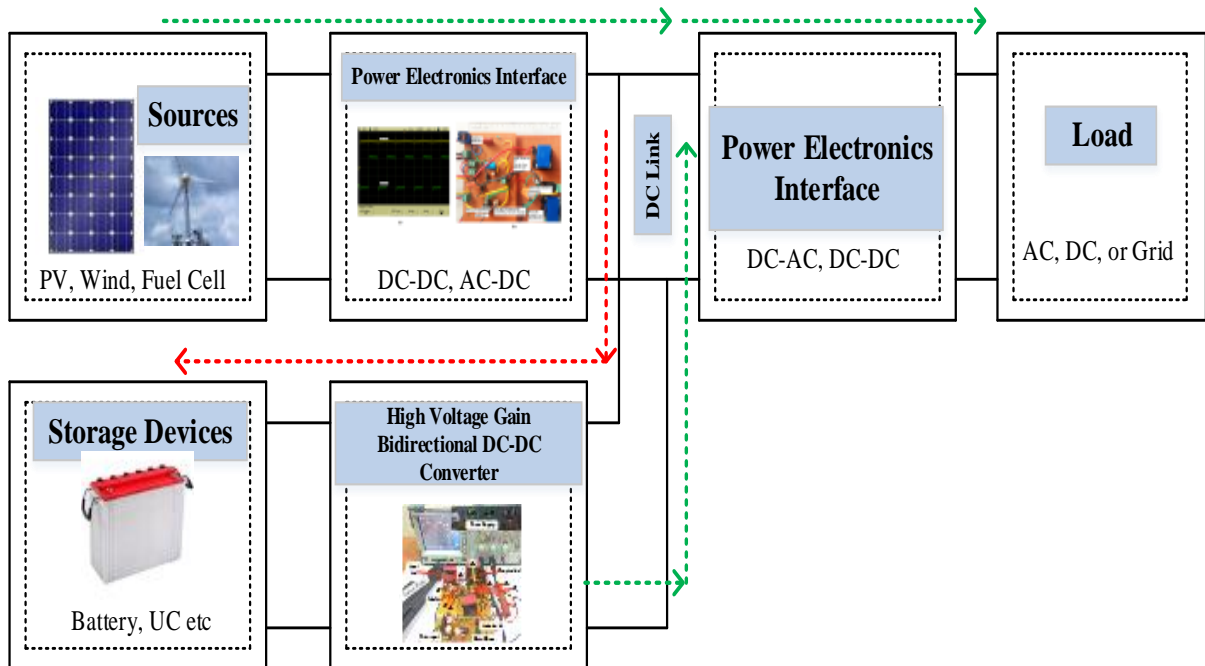 Sources
PV, Wind, Fuel Cell
Power Electronics Interface
DC-DC, AC-DC
DC Link
Power Electronics
Interface
DC-AC, DC-DC
Load
AC, DC, or Grid
Storage Devices
Battery, UC etc
High Voltage Gain
Bidirectional DC-DC
Converter